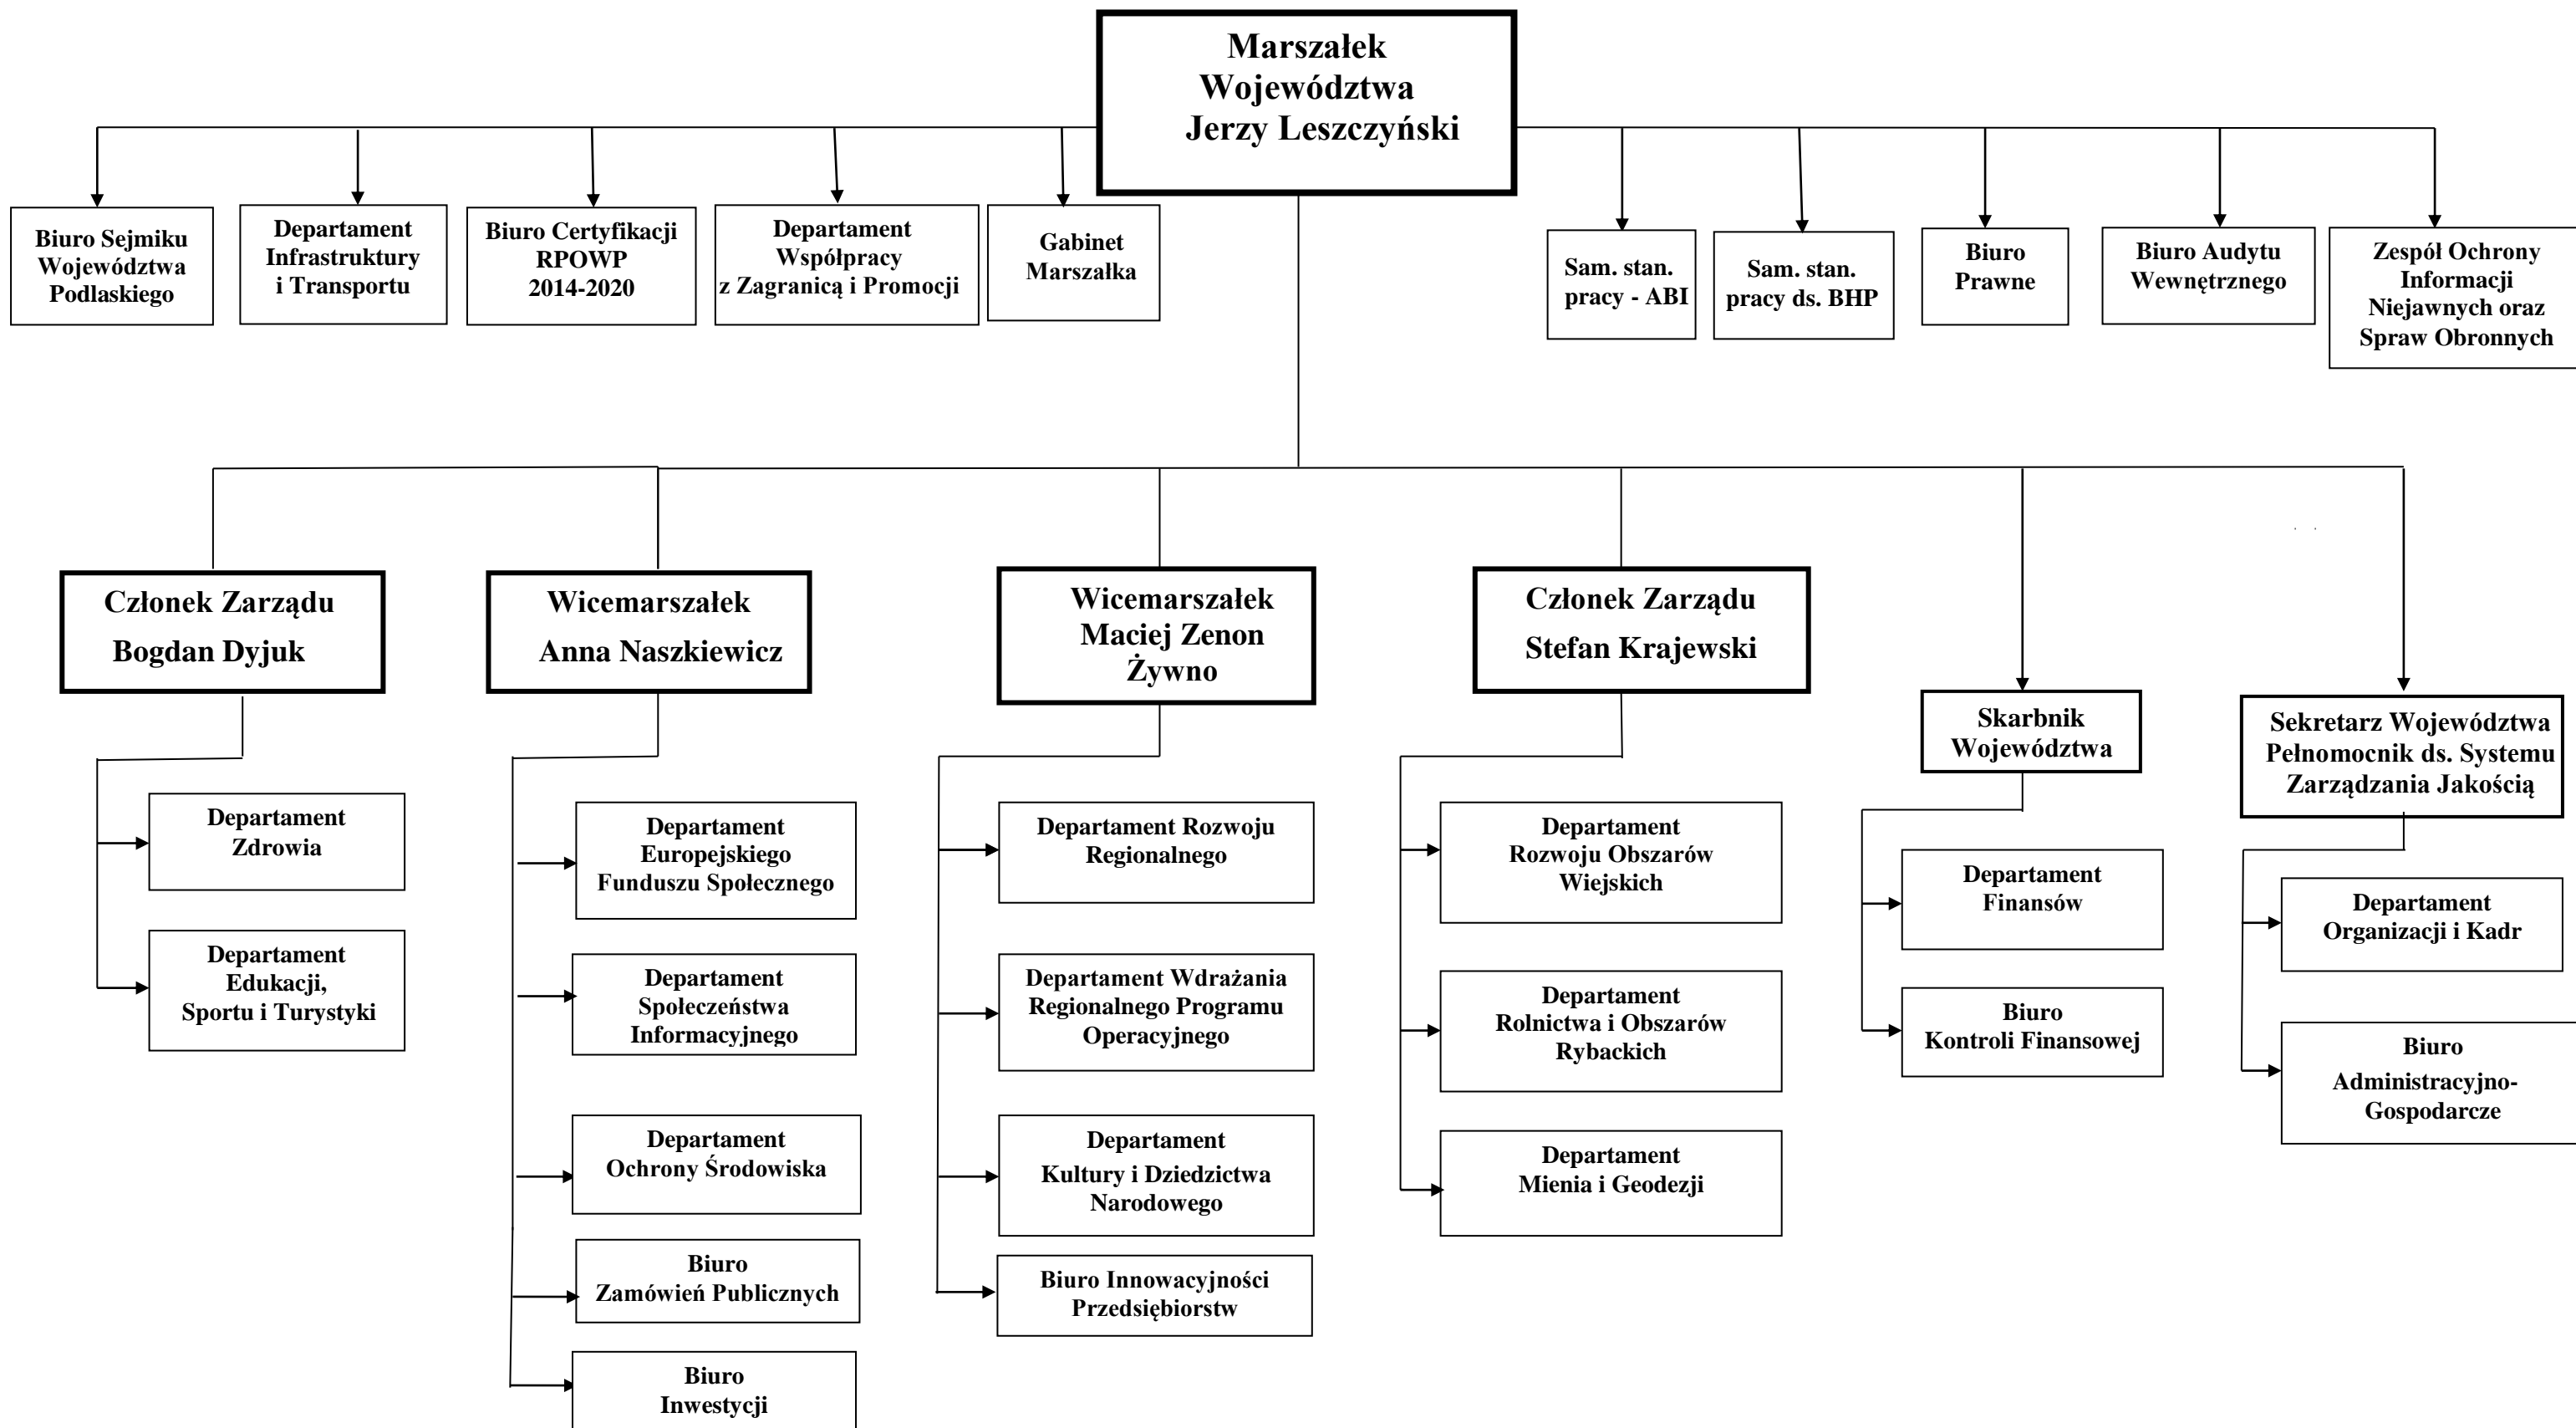 Marszałek
Województwa
Jerzy Leszczyński
Biuro Sejmiku
Województwa
Podlaskiego
Departament
Infrastruktury
i Transportu
Biuro Certyfikacji
RPOWP
2014-2020
Departament
Współpracy
z Zagranicą i Promocji
Gabinet
Marszałka
Sam. stan.
pracy - ABI
Sam. stan.
pracy ds. BHP
Biuro
Prawne
Biuro Audytu
Wewnętrznego
Zespół Ochrony
Informacji
Niejawnych oraz
Spraw Obronnych
Członek Zarządu
Bogdan Dyjuk
Wicemarszałek
Anna Naszkiewicz
Wicemarszałek
Maciej Zenon
Żywno
Członek Zarządu
Stefan Krajewski
Skarbnik
Województwa
Sekretarz Województwa
Pełnomocnik ds. Systemu
Zarządzania Jakością
Departament
Zdrowia
Departament
Edukacji,
Sportu i Turystyki
Departament
Europejskiego
Funduszu Społecznego
Departament
Społeczeństwa
Informacyjnego
Departament
Ochrony Środowiska
Biuro
Zamówień Publicznych
Biuro
Inwestycji
Departament Rozwoju
Regionalnego
Departament Wdrażania
Regionalnego Programu
Operacyjnego
Departament
Kultury i Dziedzictwa
Narodowego
Biuro Innowacyjności
Przedsiębiorstw
Departament
Rozwoju Obszarów
Wiejskich
Departament
Rolnictwa i Obszarów
Rybackich
Departament
Mienia i Geodezji
Departament
Finansów
Biuro
Kontroli Finansowej
Departament
Organizacji i Kadr
Biuro
Administracyjno-
Gospodarcze